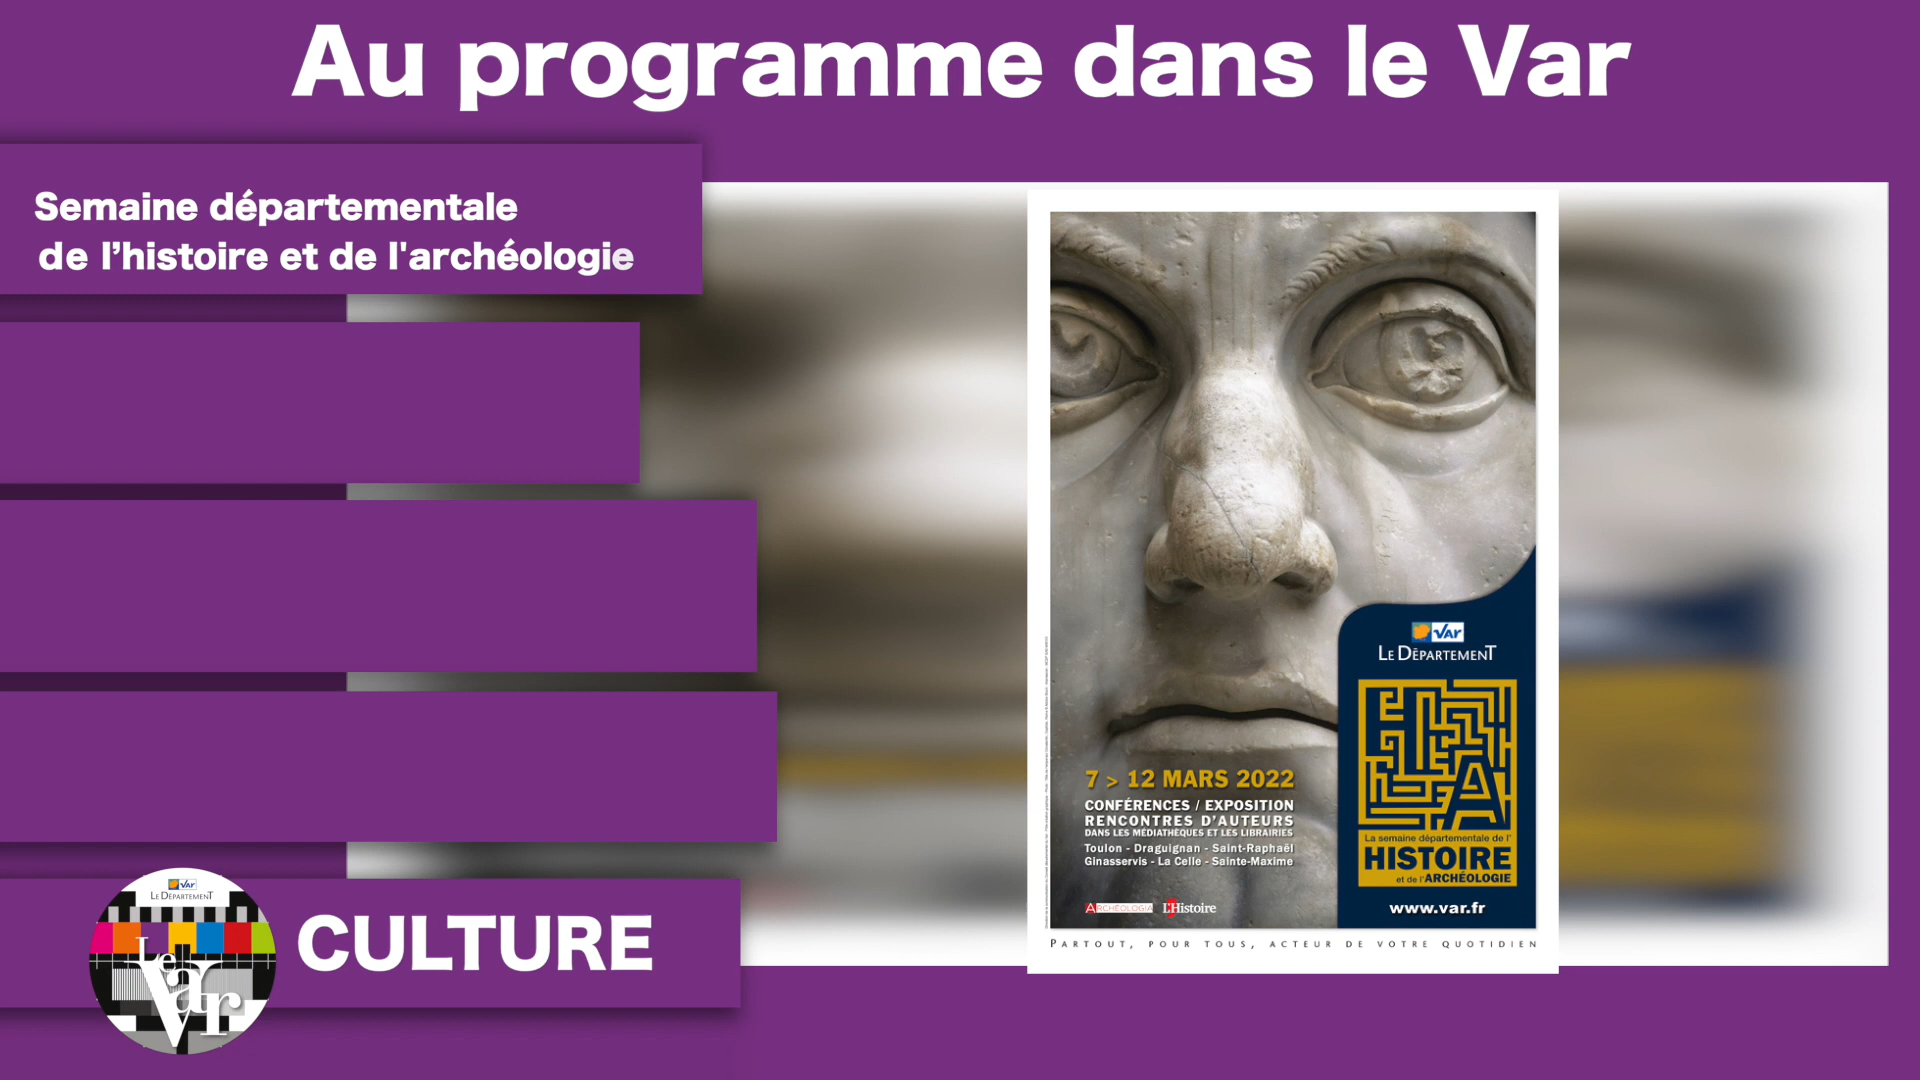 Au programme dans le Var
Semaine départementale
de l’histoire et de l'archéologie
VAr
LE DÉPARTEMENT
7 > 12 MARS 2022
CONFÉRENCES / EXPOSITION
RENCONTRES D'AUTEURS
DANS LES MÉDIATHÈQUES ET LES LIBRAIRIES
Toulon - Draguignan - Saint-Raphaël
Ginasservis - La Celle - Sainte-Maxime
ARCHÉOLOGIA L'Histoire
H
A
La semaine départementale de l'
HISTOIRE
et de l'ARCHÉOLOGIE
www.var.fr
PARTOUT, POUR TOUS, ACTEUR DE VOTRE QUOTIDIEN
VAr
LE DÉPARTEMENT
Le
Var
CULTURE